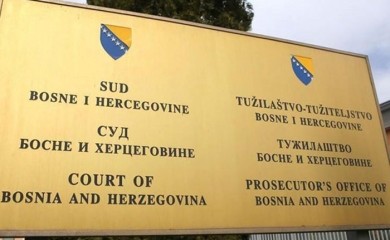 SUD
BOSNE I HERCEGOVINE
СУД
БОСНЕ И ХЕРЦЕГОВИНЕ
COURT OF
BOSNIA AND HERZEGOVINA
TUŽILAŠTVO-TUŽITELJSTVO
BOSNE I HERCEGOVINE
ТУЖИЛАШТВО
БОСНЕ И ХЕРЦЕГОВИНЕ
PROSECUTOR'S OFFICE OF
BOSNIA AND HERZEGOVINA